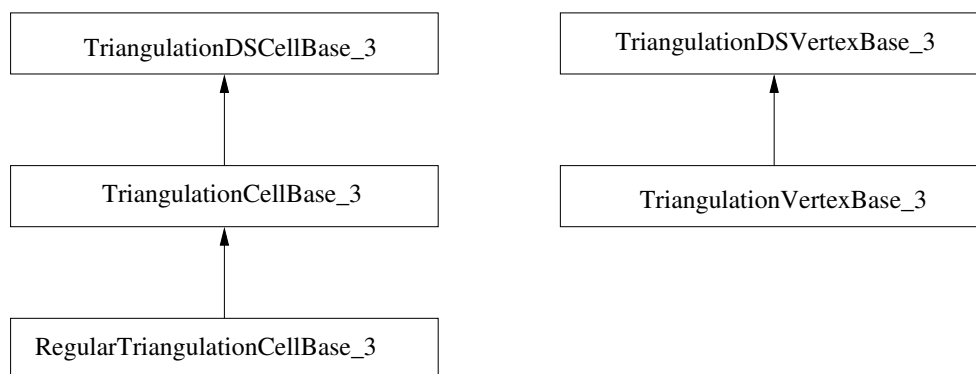 TriangulationDSCellBase_3
TriangulationDSVertexBase_3
TriangulationCellBase_3
TriangulationVertexBase_3
RegularTriangulationCellBase_3